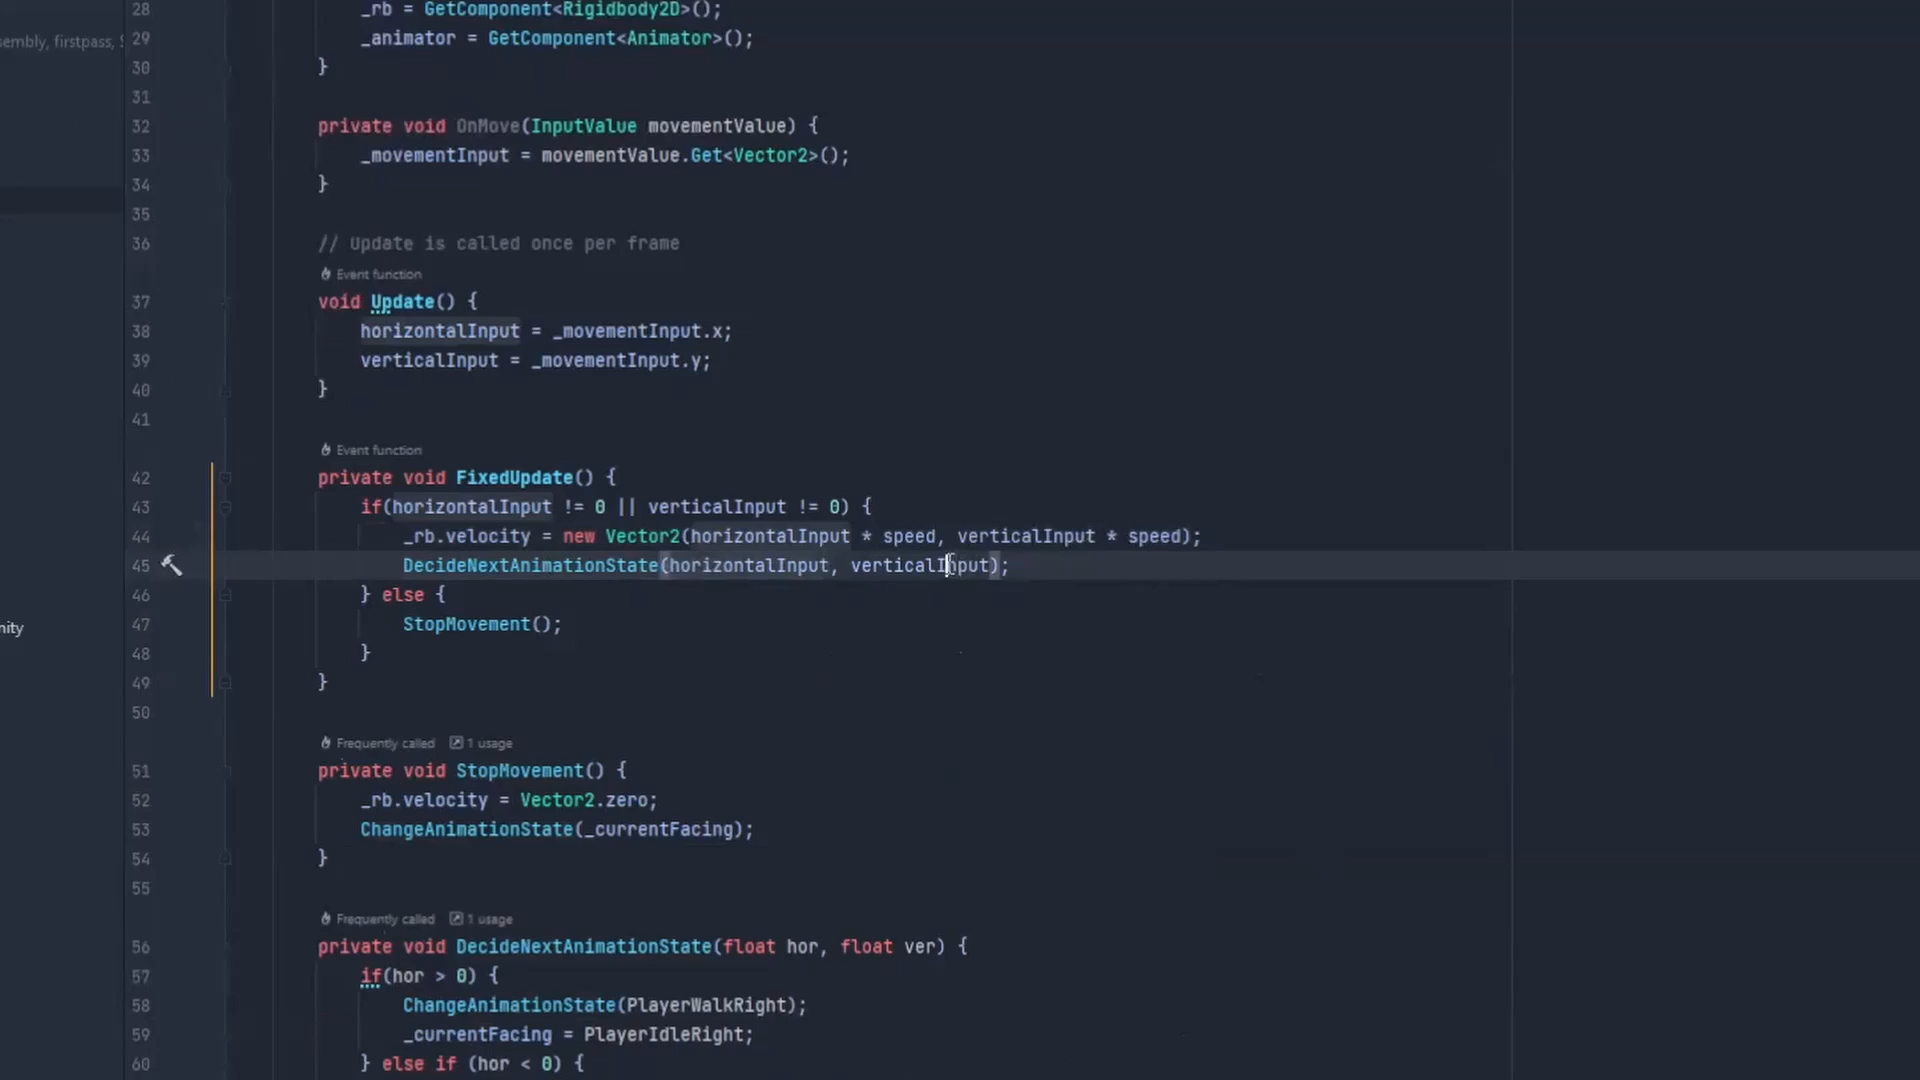 28 _rb = GetComponent<Rigidbody2D>();
sembly, firstpass,
29 _animator = GetComponent<Animator>();
30 }
31
32 private void OnMove(InputValue movementValue) {
33 _movementInput = movementValue.Get<Vector2>();
34 }
35
36 // Update is called once per frame
Event function
37 void Update() {
38 horizontalInput = _movementInput.x;
39 verticalInput = _movementInput.y;
40 }
41
Event function
42 private void FixedUpdate() {
43 if(horizontalInput != 0 || verticalInput != 0) {
44 _rb.velocity = new Vector2(horizontalInput * speed, verticalInput * speed);
45 DecideNextAnimationState(horizontalInput, verticalInput);
46 } else {
47 StopMovement();
nity
48 }
49 }
50
Frequently called 1 usage
51 private void StopMovement() {
52 _rb.velocity = Vector2.zero;
53 ChangeAnimationState(_currentFacing);
54 }
55
Frequently called 1 usage
56 private void DecideNextAnimationState(float hor, float ver) {
57 if(hor > 0) {
58 ChangeAnimationState(PlayerWalkRight);
59 _currentFacing = PlayerIdleRight;
60 } else if (hor < 0) {